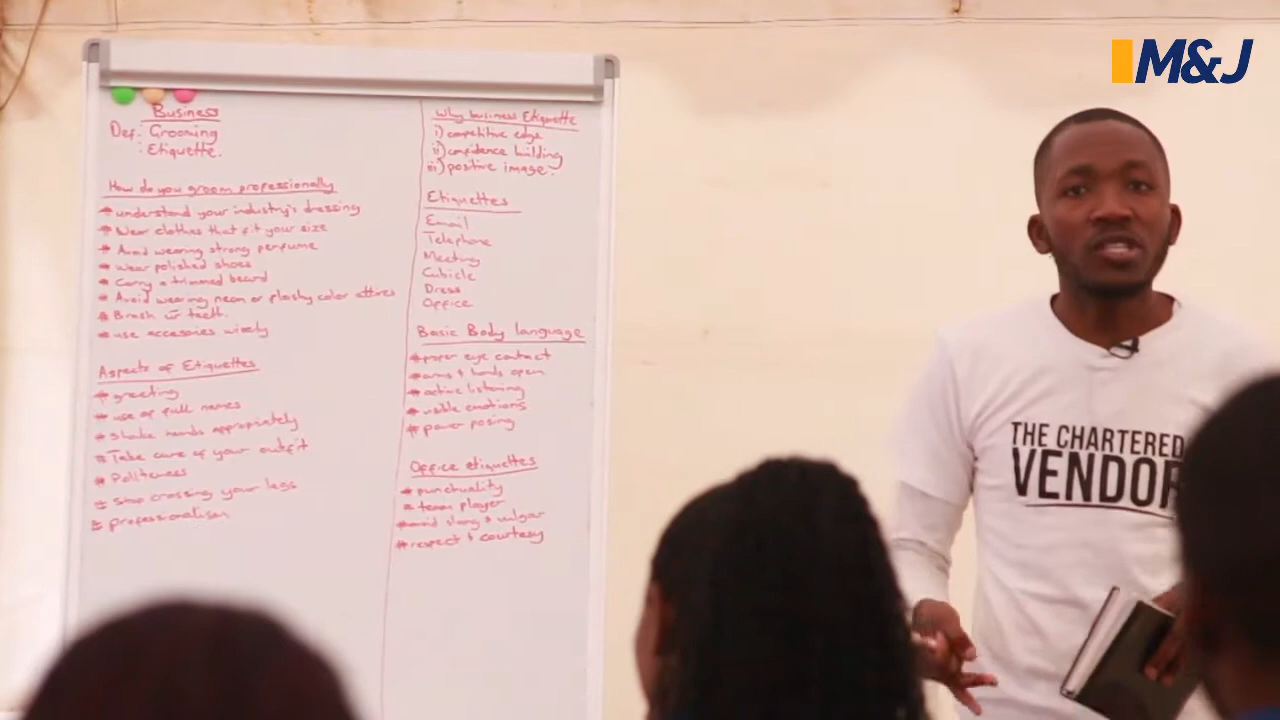 Business
Def: Grooming
: Etiquette.
How do you groom professionally
* understand your industry's dressing
* Wear clothes that fit your size
* Avoid wearing strong perfume
* wear polished shoes
* Carry a trimmed beard
* Avoid wearing neon or flashy color attires
* Brush ur teeth.
* use accesoies wisely
Aspects of Etiquettes
* greeting
* use of full names
* Shake hands appropriately
* Take care of your outfit
* Politeness
* Stop crossing your legs
* professionalism
Why business Etiquette
i) competitive edge
ii) confidence building
iii) positive image.
Etiquettes
Email
Telephone
Meeting
Cubicle
Dress
Office
Basic Body language
* proper eye contact
* arms + hands open
* active listening
* visible emotions
* power posing
Office etiquettes
* punctuality
* team player
* avoid slang + vulgar
* respect + courtesy
M&J
THE CHARTERED
VENDOR